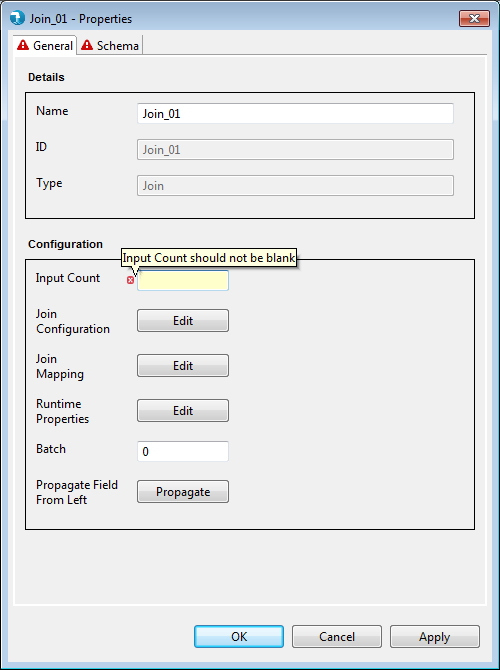 Join_01 - Properties
General Schema
Details
Name Join_01
ID Join_01
Type Join
Configuration
Input Count should not be blank
Input Count
Join
Configuration
Edit
Join
Mapping
Edit
Runtime
Properties
Edit
Batch 0
Propagate Field
From Left
Propagate
OK Cancel Apply